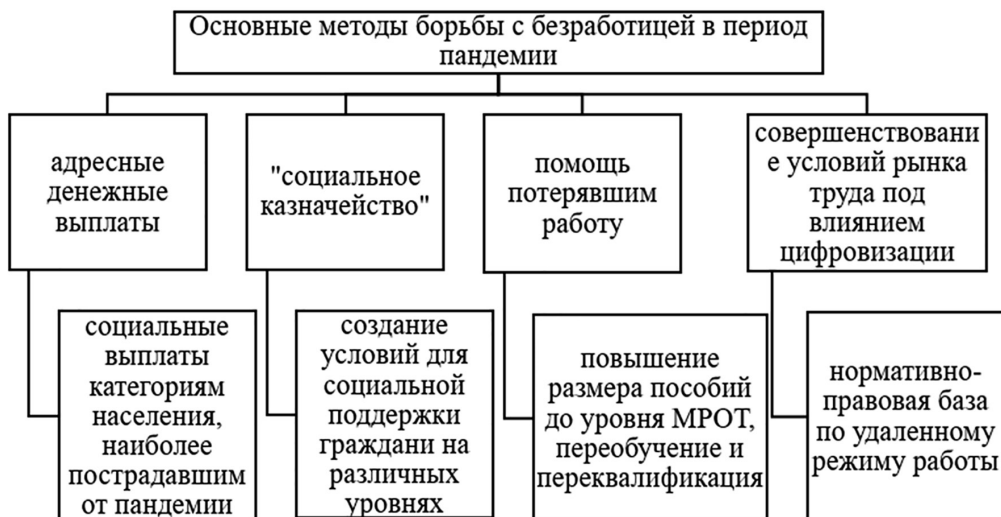 Основные методы борьбы с безработицей в период
пандемии
адресные
денежные
выплаты
"социальное
казначейство"
помощь
потерявшим
работу
совершенствовани
е условий рынка
труда под
влиянием
цифровизации
социальные
выплаты
категориям
населения,
наиболее
пострадавшим
от пандемии
создание
условий для
социальной
поддержки
граждани на
различных
уровнях
повышение
размера пособий
до уровня МРОТ,
переобучение и
переквалификация
нормативно-
правовая база
по удаленному
режиму работы